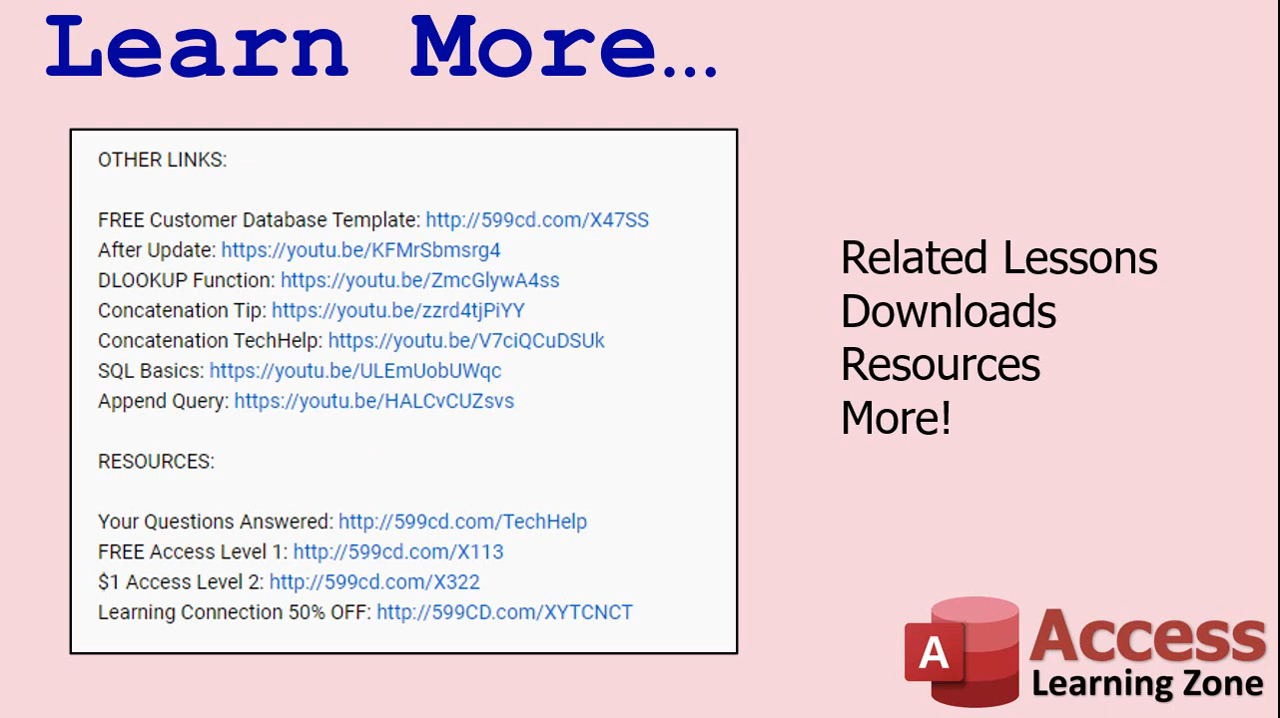 Learn More...
OTHER LINKS:
FREE Customer Database Template: http://599cd.com/X47SS
After Update: https://youtu.be/KFMrSbmsrg4
DLOOKUP Function: https://youtu.be/ZmcGlywA4ss
Concatenation Tip: https://youtu.be/zzrd4tjPiYY
Concatenation TechHelp: https://youtu.be/V7ciQCuDSUk
SQL Basics: https://youtu.be/ULEmUobUWqc
Append Query: https://youtu.be/HALCvCUZsvs
RESOURCES:
Your Questions Answered: http://599cd.com/TechHelp
FREE Access Level 1: http://599cd.com/X113
$1 Access Level 2: http://599cd.com/X322
Learning Connection 50% OFF: http://599CD.com/XYTCNCT
Related Lessons
Downloads
Resources
More!
A
Access
Learning Zone